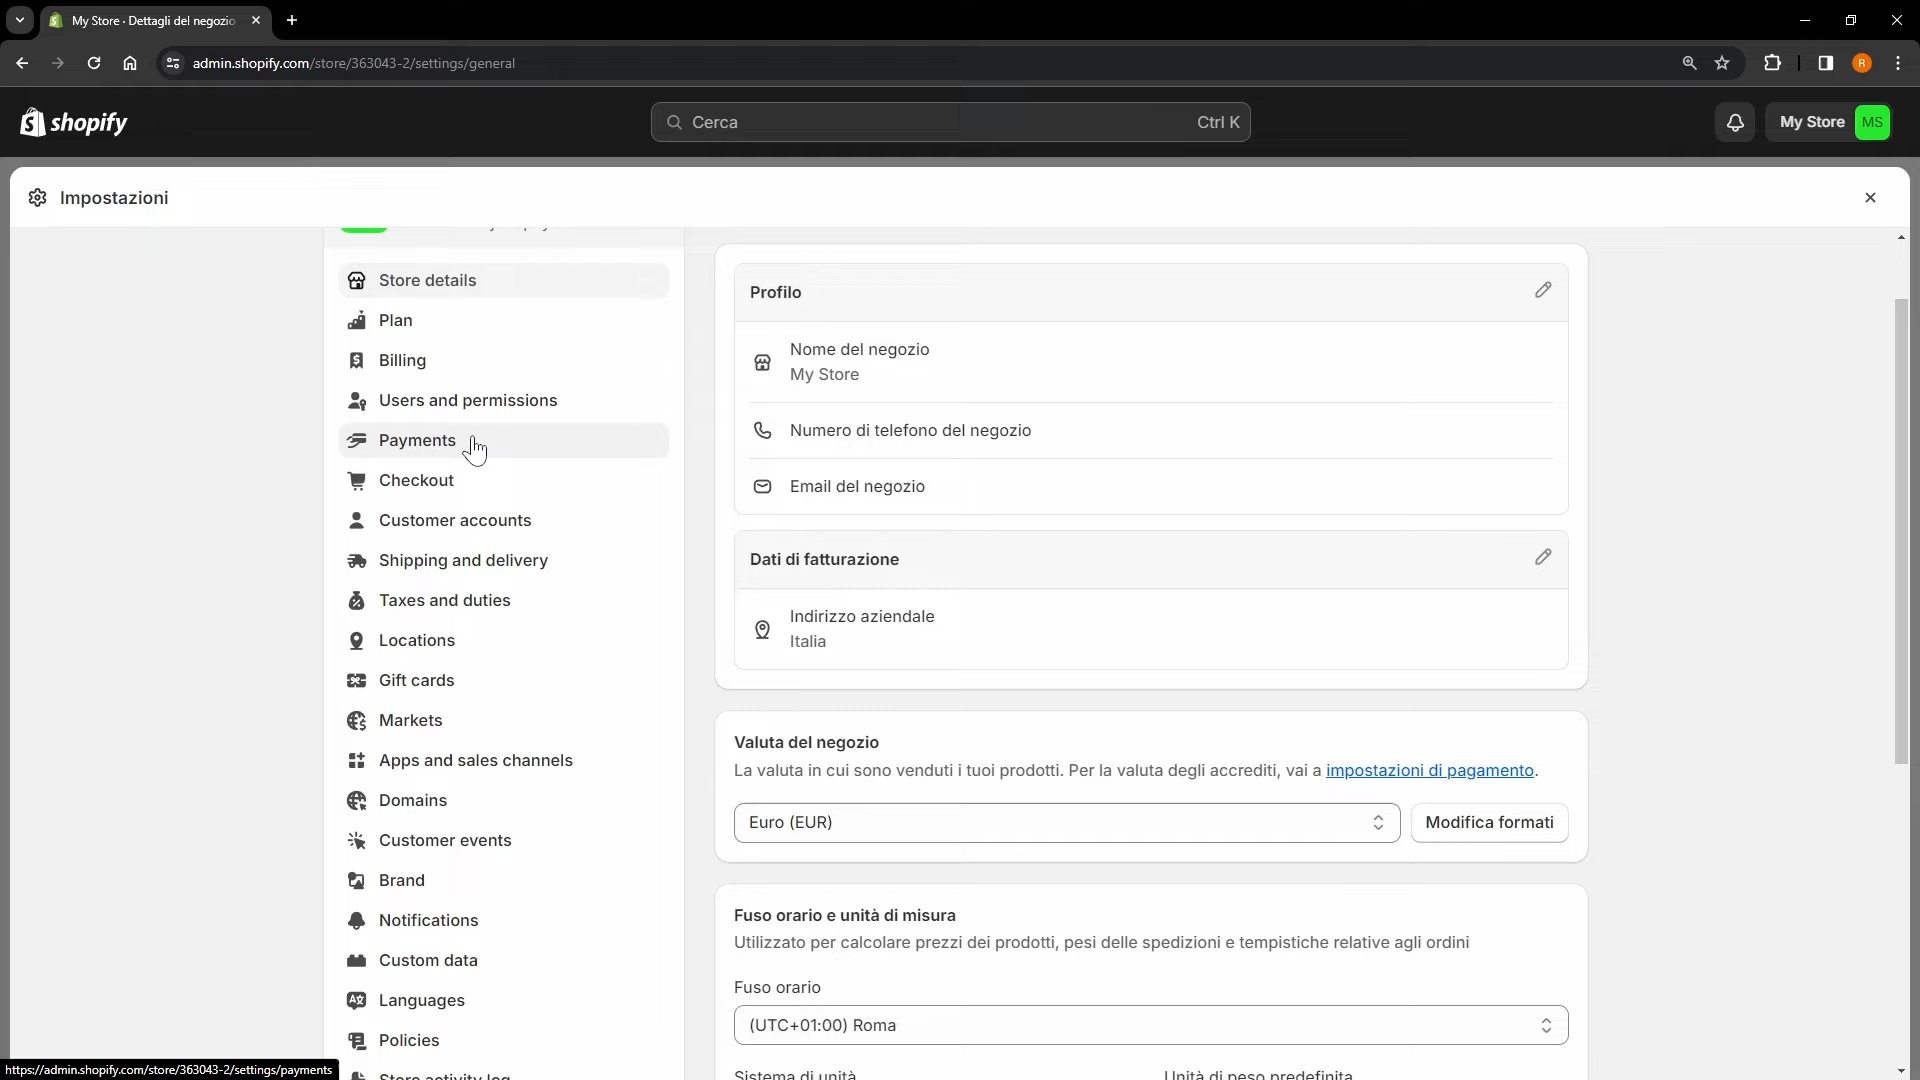 My Store · Dettagli del negozio
admin.shopify.com/store/363043-2/settings/general
R
shopify
Cerca
Ctrl K
My Store
MS
Impostazioni
Store details
Plan
Billing
Users and permissions
Payments
Checkout
Customer accounts
Shipping and delivery
Taxes and duties
Locations
Gift cards
Markets
Apps and sales channels
Domains
Customer events
Brand
Notifications
Custom data
Languages
Policies
Store activity log
Profilo
Nome del negozio
My Store
Numero di telefono del negozio
Email del negozio
Dati di fatturazione
Indirizzo aziendale
Italia
Valuta del negozio
La valuta in cui sono venduti i tuoi prodotti. Per la valuta degli accrediti, vai a impostazioni di pagamento.
Euro (EUR)
Modifica formati
Fuso orario e unità di misura
Utilizzato per calcolare prezzi dei prodotti, pesi delle spedizioni e tempistiche relative agli ordini
Fuso orario
(UTC+01:00) Roma
Sistema di unità
Unità di peso predefinita
https://admin.shopify.com/store/363043-2/settings/payments